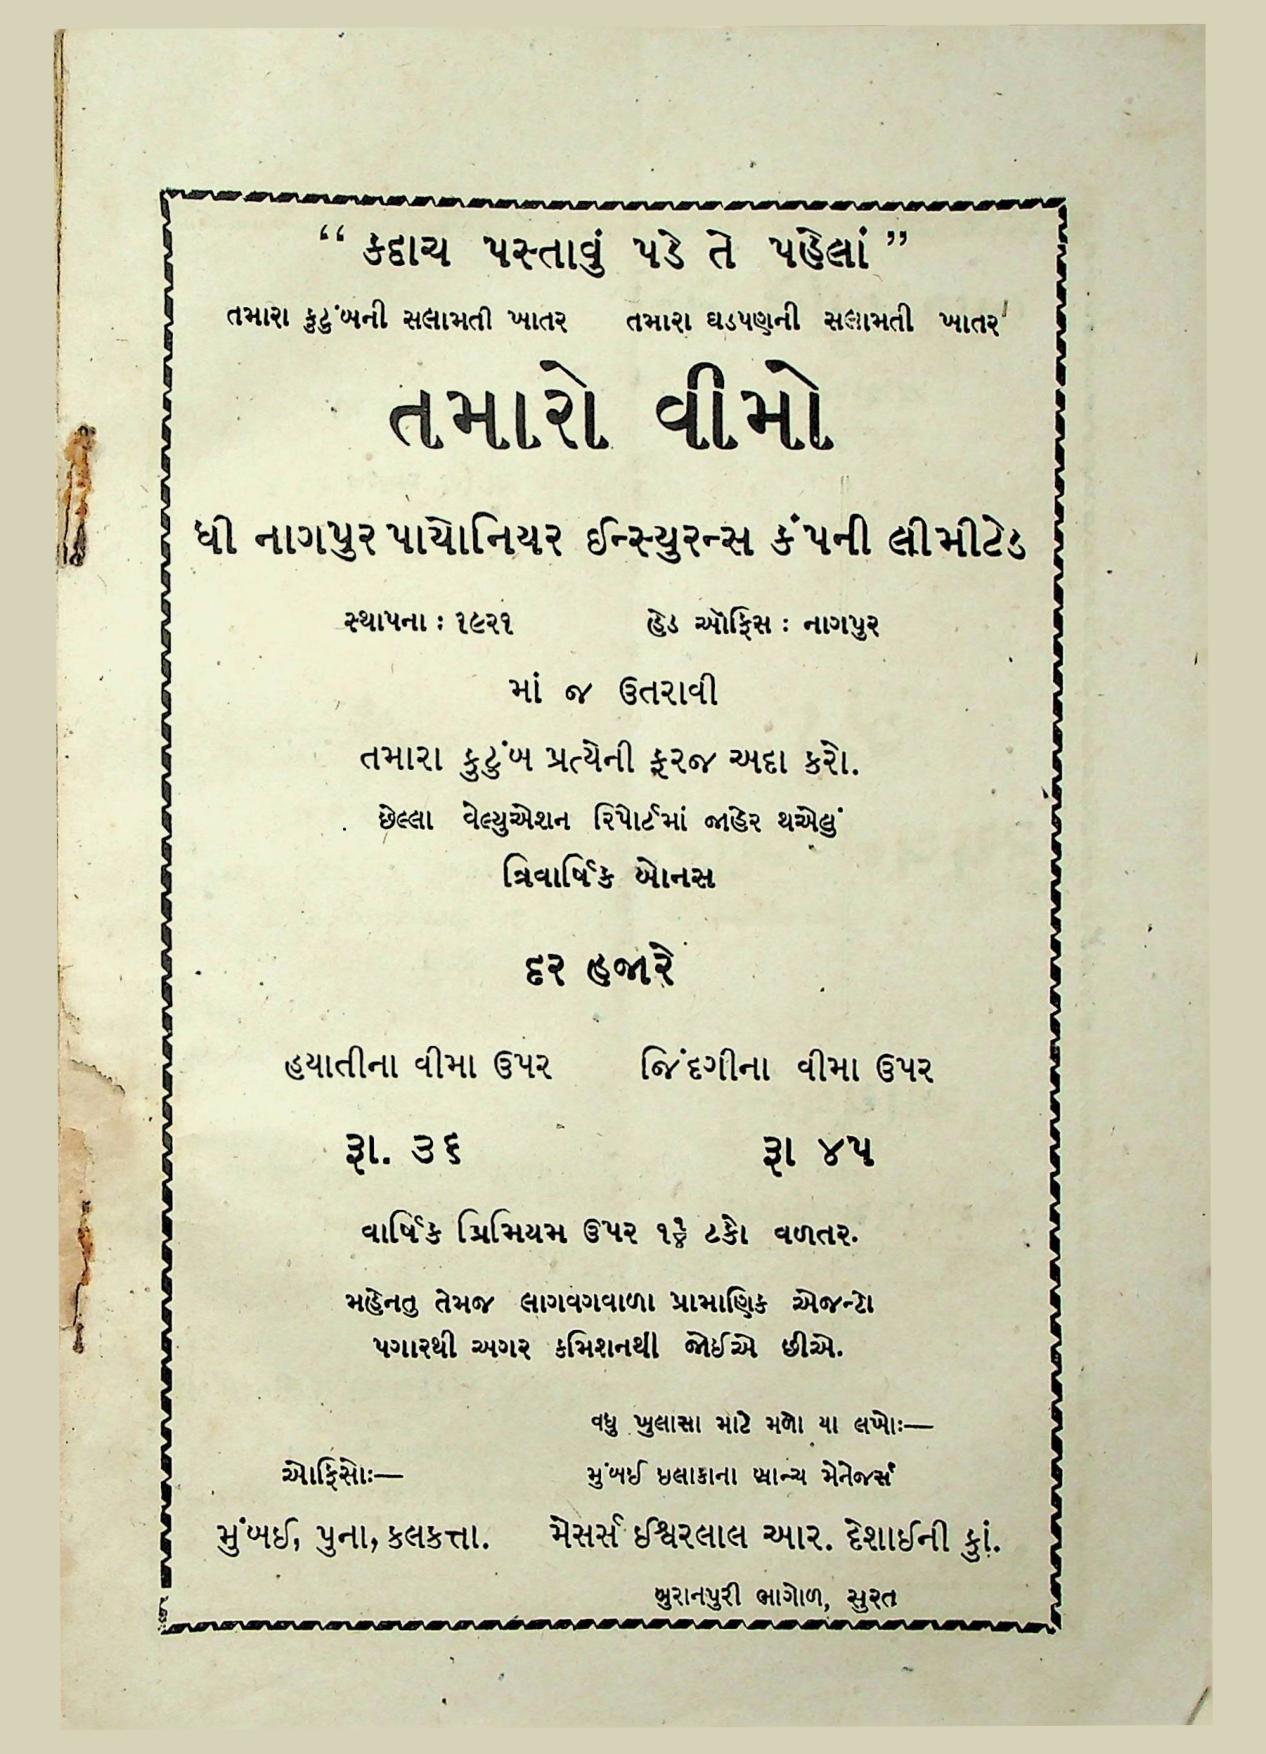 “ કદાચ પસ્તાવું પડે તે પહેલાં ”
તમારા કુટુંબની સલામતી ખાતર તમારા ઘડપણની સલામતી ખાતર
તમારો વીમો
ધી નાગપુર પાયોનિયર ઈન્સ્યુરન્સ કંપની લીમીટેડ
સ્થાપના : ૧૯૨૧ હેડ ઑફિસ : નાગપુર
માં જ ઉતરાવી
તમારા કુટુંબ પ્રત્યેની ફરજ અદા કરો.
છેલ્લા વેલ્યુએશન રિપોર્ટમાં જાહેર થએલું
ત્રિવાર્ષિક બોનસ
દર હજારે
હયાતીના વીમા ઉપર જિંદગીના વીમા ઉપર
રૂા. ૩૬ રૂા ૪૫
વાર્ષિક પ્રિમિયમ ઉપર ૧¼ ટકો વળતર.
મહેનતુ તેમજ લાગવગવાળા પ્રામાણિક એજન્ટો
પગારથી અગર કમિશનથી જોઈએ છીએ.
વધુ ખુલાસા માટે મળો યા લખોઃ—
ઓફિસોઃ— મુંબઈ ઇલાકાના બ્રાન્ચ મેનેજર્સ
મુંબઈ, પુના, કલકત્તા. મેસર્સ ઈશ્વરલાલ આર. દેશાઈની કું.
બુરાનપુરી ભાગોળ, સુરત